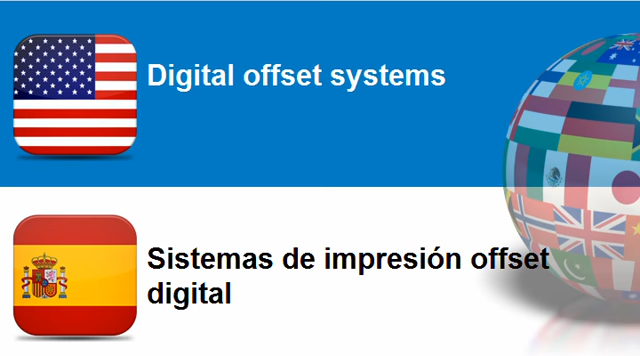 Digital offset systems
Sistemas de impresión offset
digital